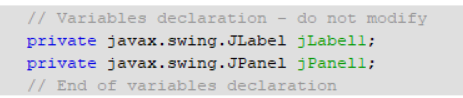 // Variables declaration - do not modify
private javax.swing.JLabel jLabel1;
private javax.swing.JPanel jPanel1;
// End of variables declaration